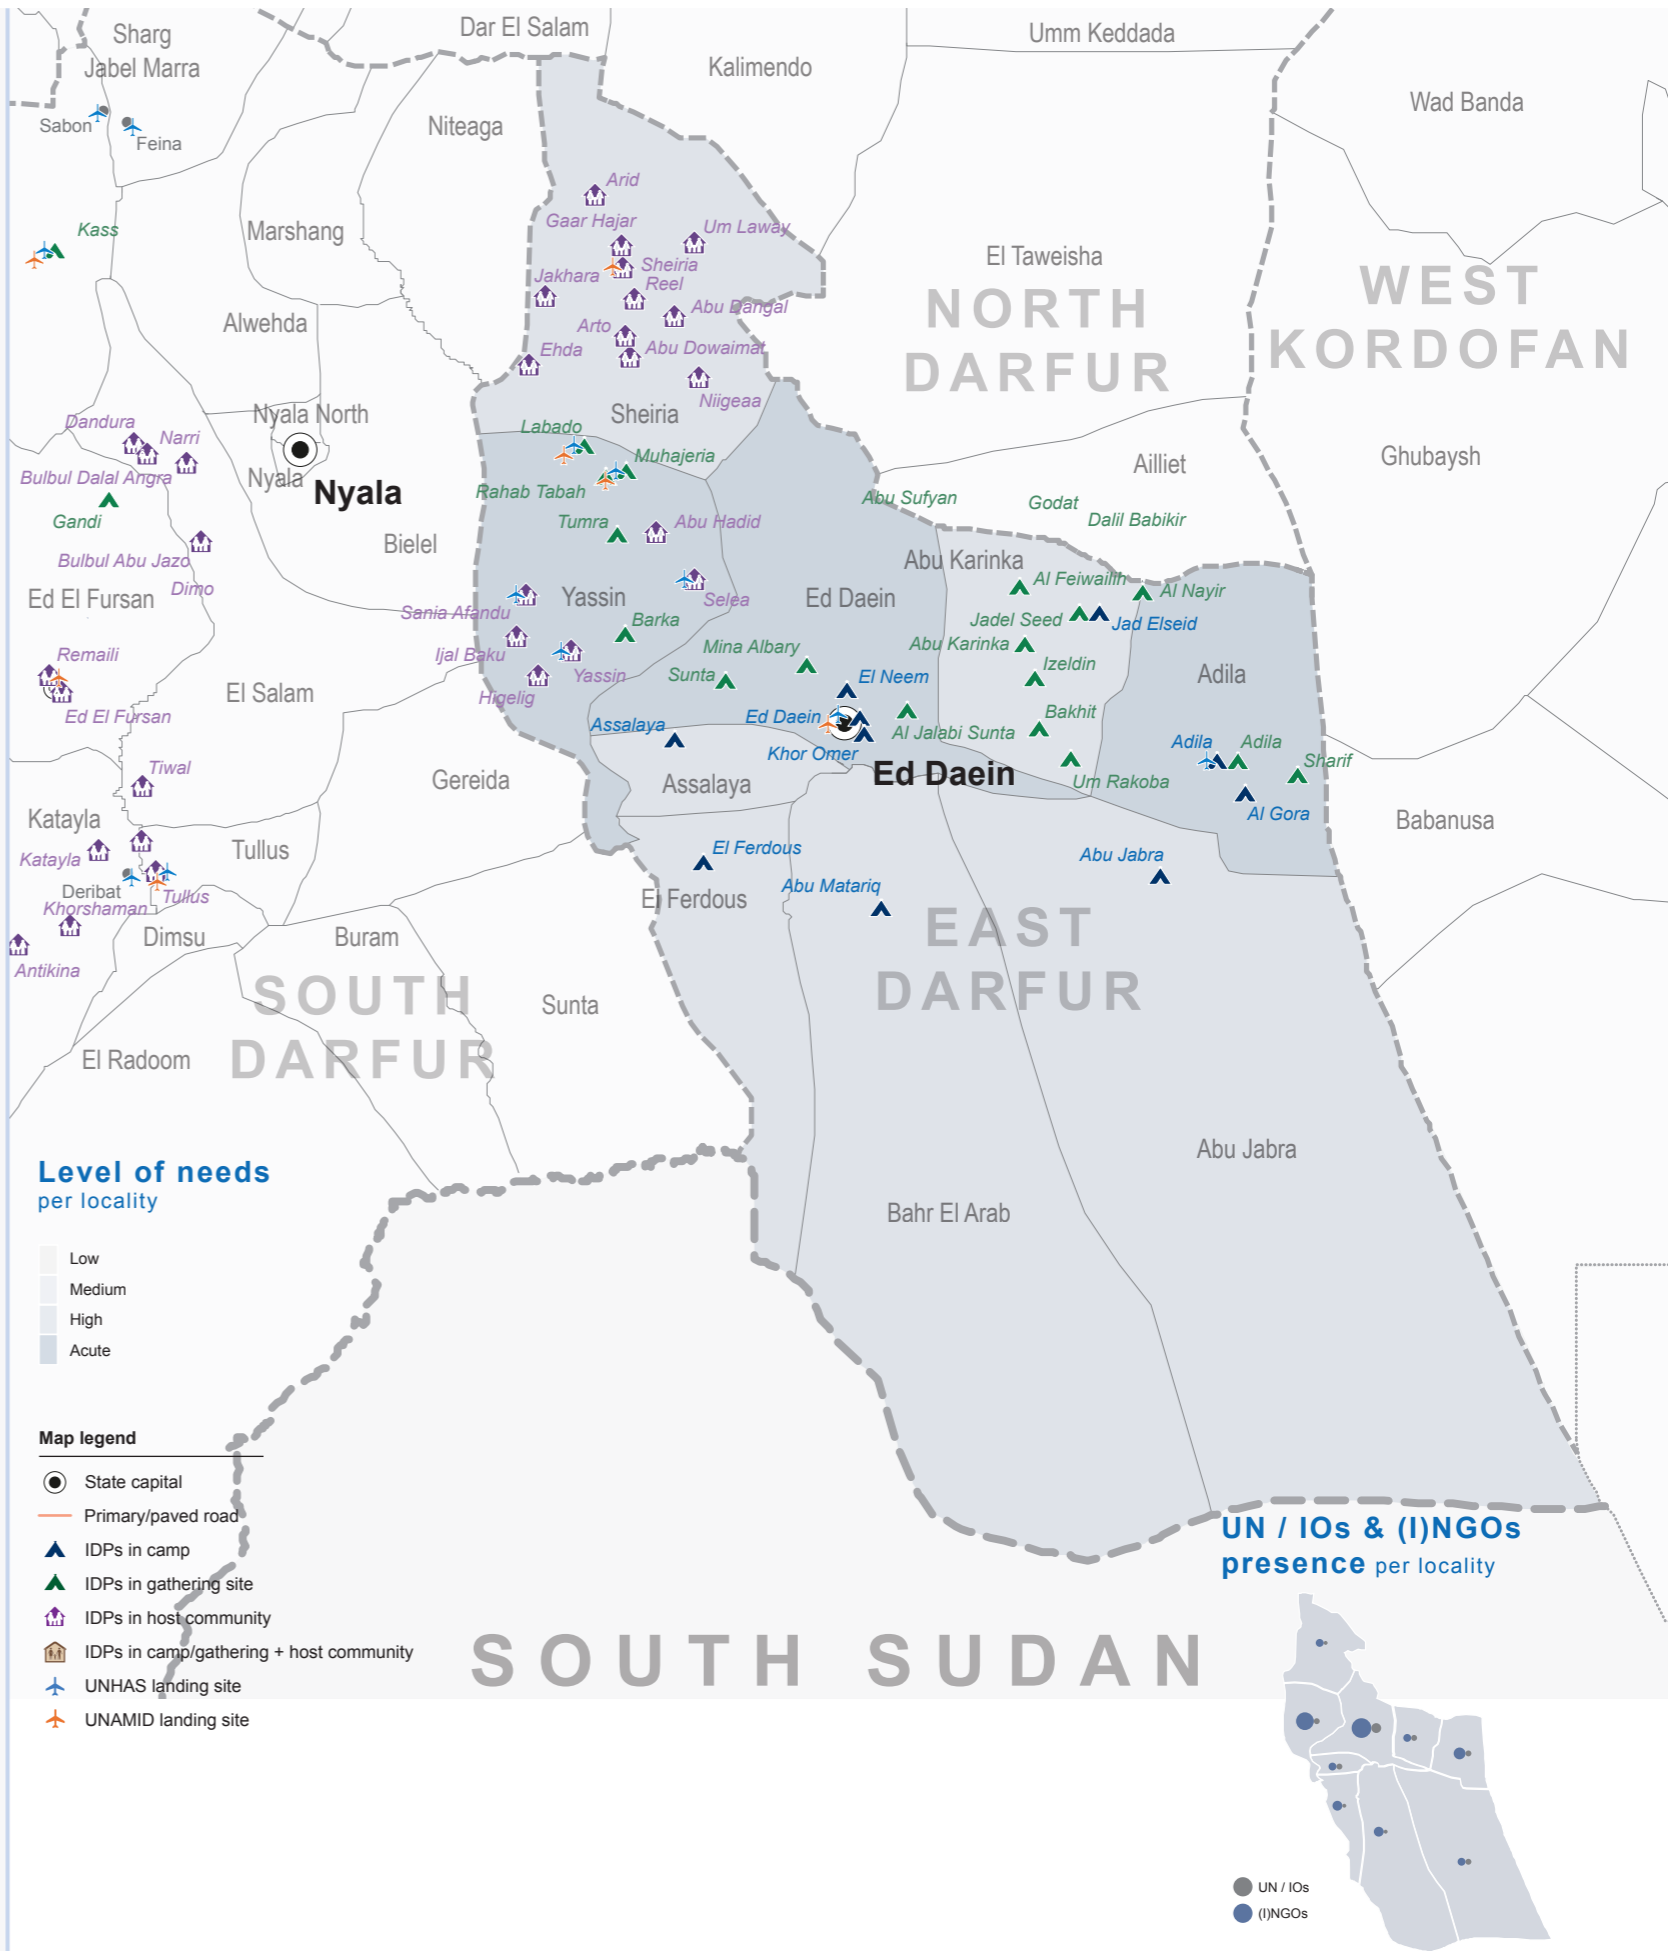 Sharg
Jabel Marra
Dar El Salam
Umm Keddada
Kalimendo
Wad Banda
Sabon
Feina
Niteaga
Arid
Gaar Hajar
Um Laway
Kass
Marshang
Sheiria
Jakhara
Reel
El Taweisha
NORTH
DARFUR
WEST
KORDOFAN
Abu Dangal
Alwehda
Arto
Ehda
Abu Dowaimat
Niigeaa
Sheiria
Nyala North
Dandura
Narri
Labado
Muhajeria
Ailliet
Ghubaysh
Bulbul Dalal Angra
Nyala
Nyala
Rahab Tabah
Abu Sufyan
Godat
Dalil Babikir
Gandi
Tumra
Abu Hadid
Bielel
Bulbul Abu Jazo
Abu Karinka
Dimo
Al Feiwailih
Al Nayir
Ed El Fursan
Sania Afandu
Yassin
Selea
Ed Daein
Barka
Jadel Seed
Jad Elseid
Remaili
Ijal Baku
Mina Albary
Abu Karinka
Izeldin
Yassin
Sunta
El Neem
Adila
El Salam
Higelig
Ed El Fursan
Assalaya
Ed Daein
Al Jalabi Sunta
Bakhit
Khor Omer
Adila
Adila
Sharif
Tiwal
Gereida
Assalaya
Ed Daein
Um Rakoba
Al Gora
Katayla
Babanusa
Katayla
Tullus
El Ferdous
Abu Jabra
Deribat
Tullus
Abu Matariq
El Ferdous
Khorshaman
Dimsu
Buram
EAST
DARFUR
Antikina
SOUTH
DARFUR
Sunta
El Radoom
Abu Jabra
Bahr El Arab
Level of needs
per locality
Low
Medium
High
Acute
Map legend
State capital
Primary/paved road
IDPs in camp
IDPs in gathering site
IDPs in host community
IDPs in camp/gathering + host community
UNHAS landing site
UNAMID landing site
UN / IOs & (I)NGOs
presence per locality
SOUTH SUDAN
UN / IOs
(I)NGOs